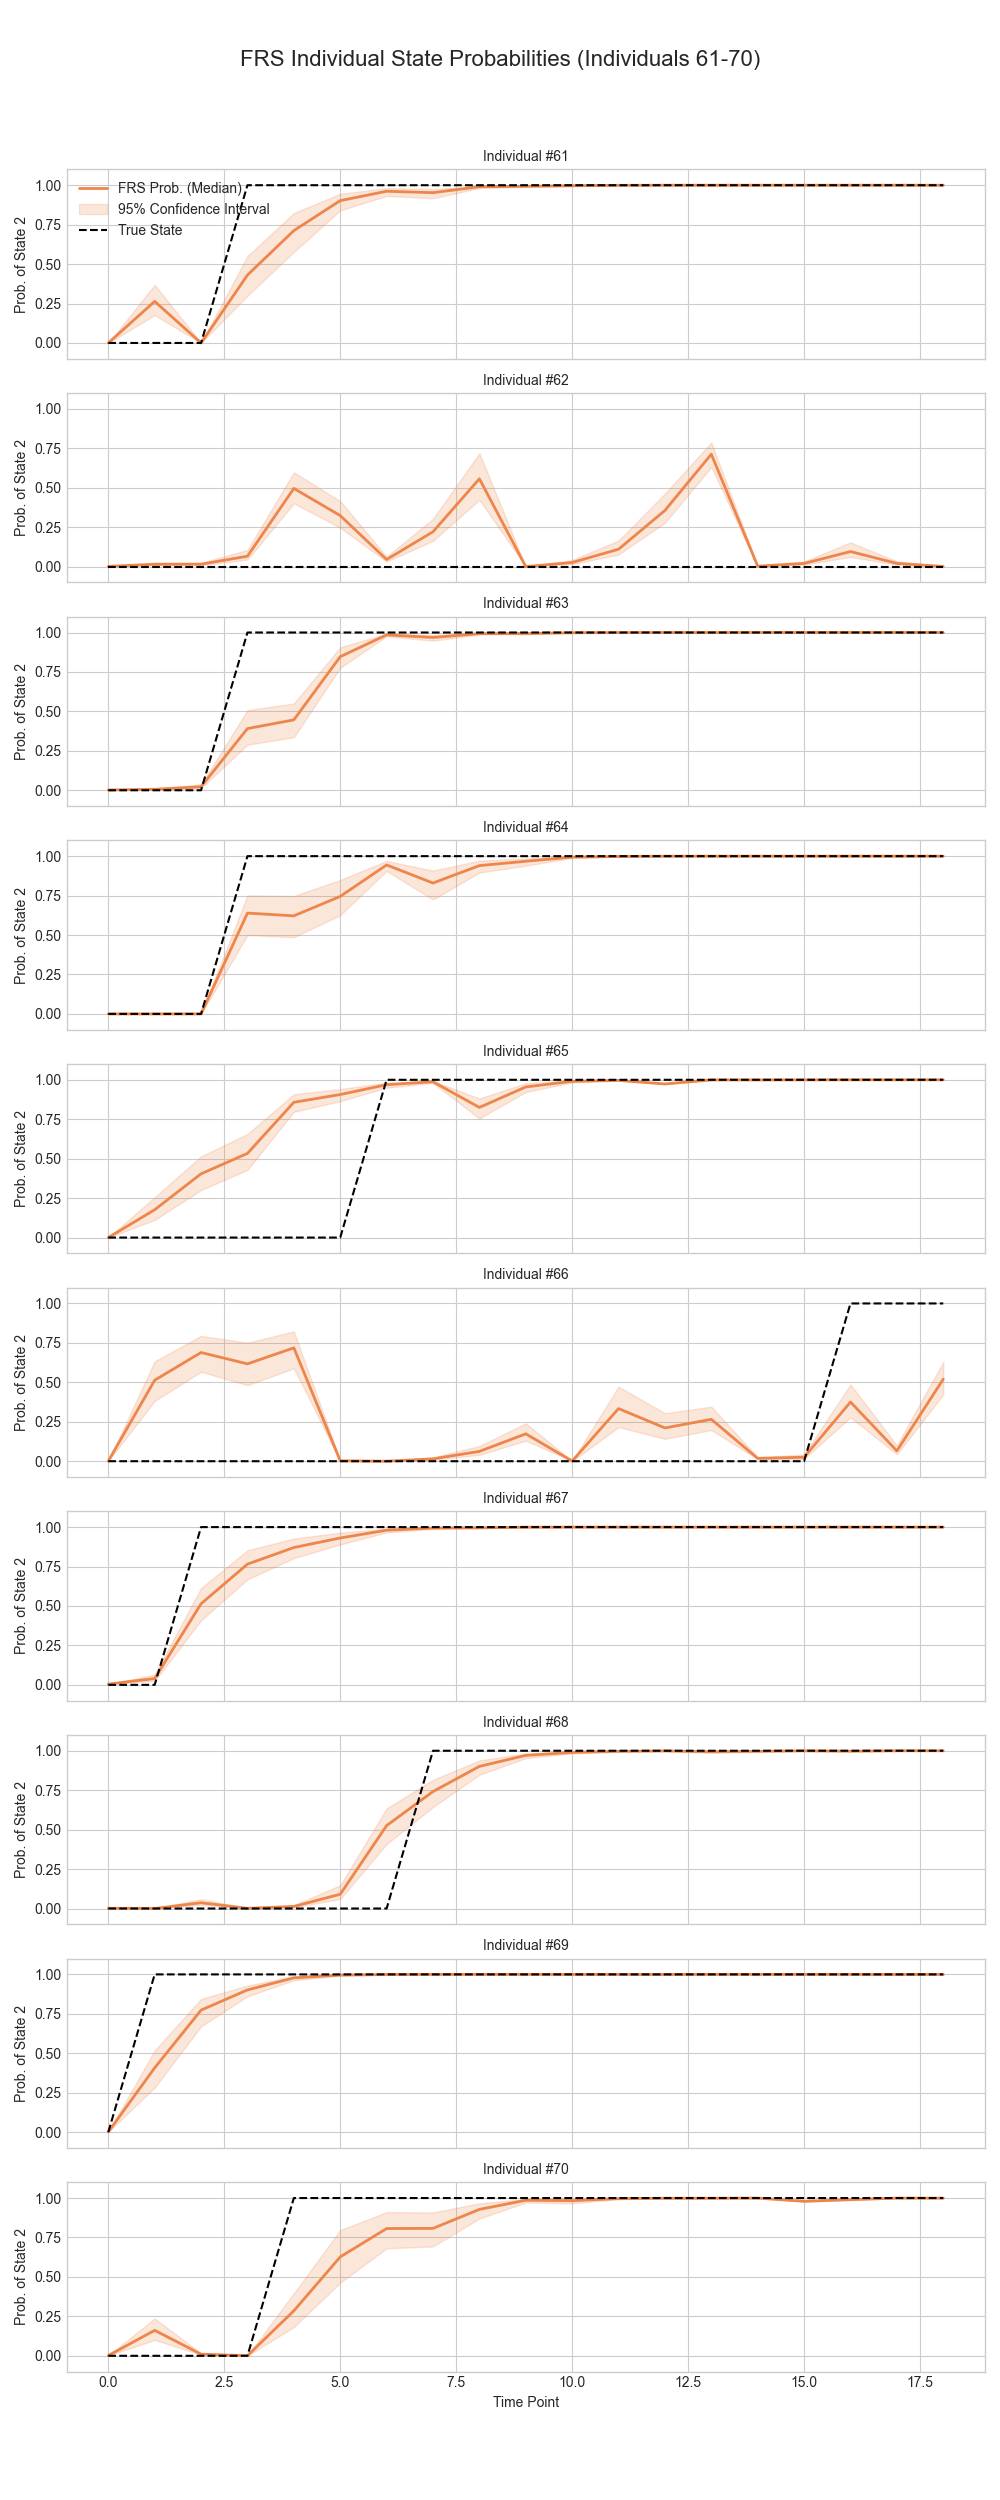 FRS Individual State Probabilities (Individuals 61-70)
Individual #61
FRS Prob. (Median)
95% Confidence Interval
True State
Prob. of State 2
1.00
0.75
0.50
0.25
0.00
Individual #62
Prob. of State 2
1.00
0.75
0.50
0.25
0.00
Individual #63
Prob. of State 2
1.00
0.75
0.50
0.25
0.00
Individual #64
Prob. of State 2
1.00
0.75
0.50
0.25
0.00
Individual #65
Prob. of State 2
1.00
0.75
0.50
0.25
0.00
Individual #66
Prob. of State 2
1.00
0.75
0.50
0.25
0.00
Individual #67
Prob. of State 2
1.00
0.75
0.50
0.25
0.00
Individual #68
Prob. of State 2
1.00
0.75
0.50
0.25
0.00
Individual #69
Prob. of State 2
1.00
0.75
0.50
0.25
0.00
Individual #70
Prob. of State 2
1.00
0.75
0.50
0.25
0.00
0.0 2.5 5.0 7.5 10.0 12.5 15.0 17.5
Time Point